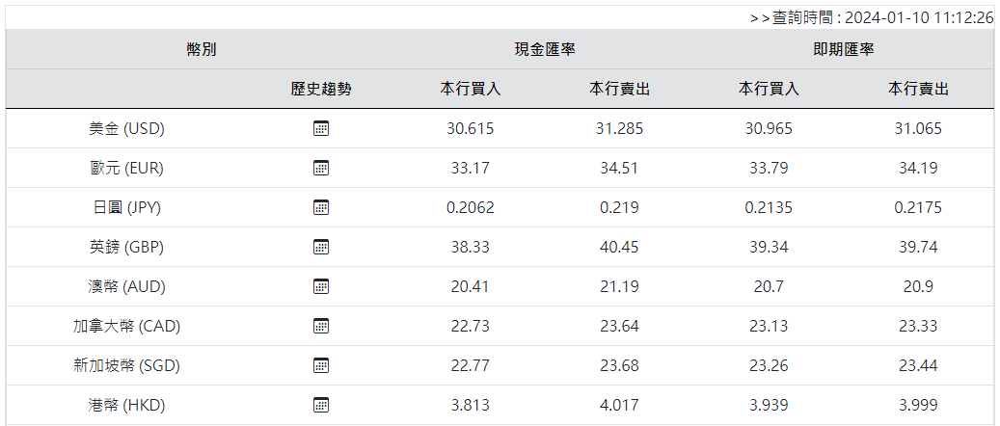 >>查詢時間 : 2024-01-10 11:12:26
幣別 現金匯率 即期匯率
歷史趨勢 本行買入 本行賣出 本行買入 本行賣出
美金 (USD) 30.615 31.285 30.965 31.065
歐元 (EUR) 33.17 34.51 33.79 34.19
日圓 (JPY) 0.2062 0.219 0.2135 0.2175
英鎊 (GBP) 38.33 40.45 39.34 39.74
澳幣 (AUD) 20.41 21.19 20.7 20.9
加拿大幣 (CAD) 22.73 23.64 23.13 23.33
新加坡幣 (SGD) 22.77 23.68 23.26 23.44
港幣 (HKD) 3.813 4.017 3.939 3.999